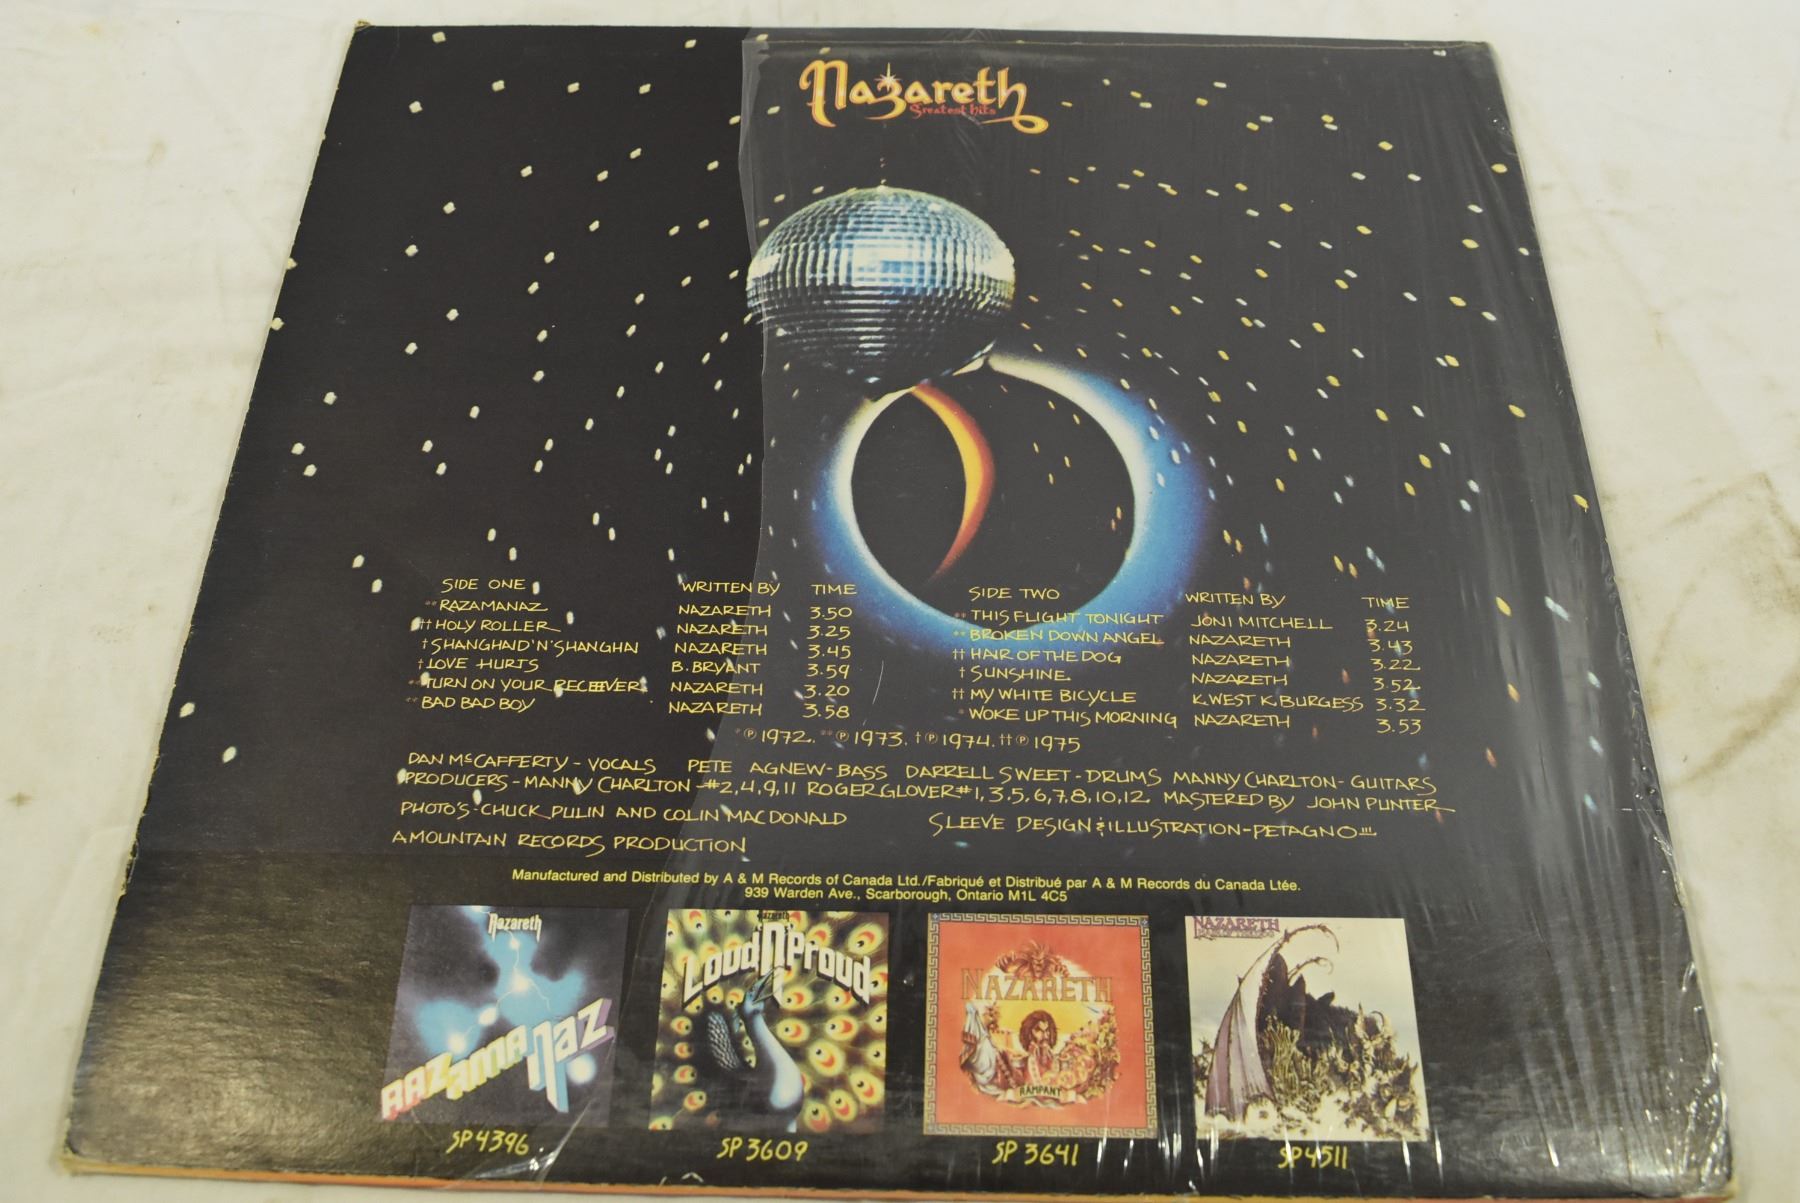 Nazareth
Greatest hits
SIDE ONE WRITTEN BY TIME
**RAZAMANAZ NAZARETH 3.50
††HOLY ROLLER NAZARETH 3.25
†SHANGHAID'N'SHANGHAI NAZARETH 3.45
†LOVE HURTS B. BRYANT 3.59
**TURN ON YOUR RECEEVER NAZARETH 3.20
**BAD BAD BOY NAZARETH 3.58
SIDE TWO WRITTEN BY TIME
**THIS FLIGHT TONIGHT JONI MITCHELL 3.24
**BROKEN DOWN ANGEL NAZARETH 3.43
††HAIR OF THE DOG NAZARETH 3.22
†SUNSHINE. NAZARETH 3.52
††MY WHITE BICYCLE K.WEST K.BURGESS 3.32
*WOKE UP THIS MORNING NAZARETH 3.53
*℗1972. **℗1973. †℗1974. ††℗1975
DAN McCAFFERTY - VOCALS PETE AGNEW - BASS DARRELL SWEET - DRUMS MANNY CHARLTON - GUITARS
PRODUCERS - MANNY CHARLTON - #2,4,9,11 ROGER GLOVER #1,3,5,6,7,8,10,12. MASTERED BY JOHN PUNTER
PHOTO'S - CHUCK PULIN AND COLIN MACDONALD SLEEVE DESIGN & ILLUSTRATION - PETAGNO!!!
A MOUNTAIN RECORDS PRODUCTION
Manufactured and Distributed by A & M Records of Canada Ltd./Fabriqué et Distribué par A & M Records du Canada Ltée.
939 Warden Ave., Scarborough, Ontario M1L 4C5
Nazareth
RAZAMANAZ
SP 4396
Nazareth
Loud'N'Proud
SP 3609
NAZARETH
RAMPANT
SP 3641
NAZARETH
HAIR OF THE DOG
SP 4511